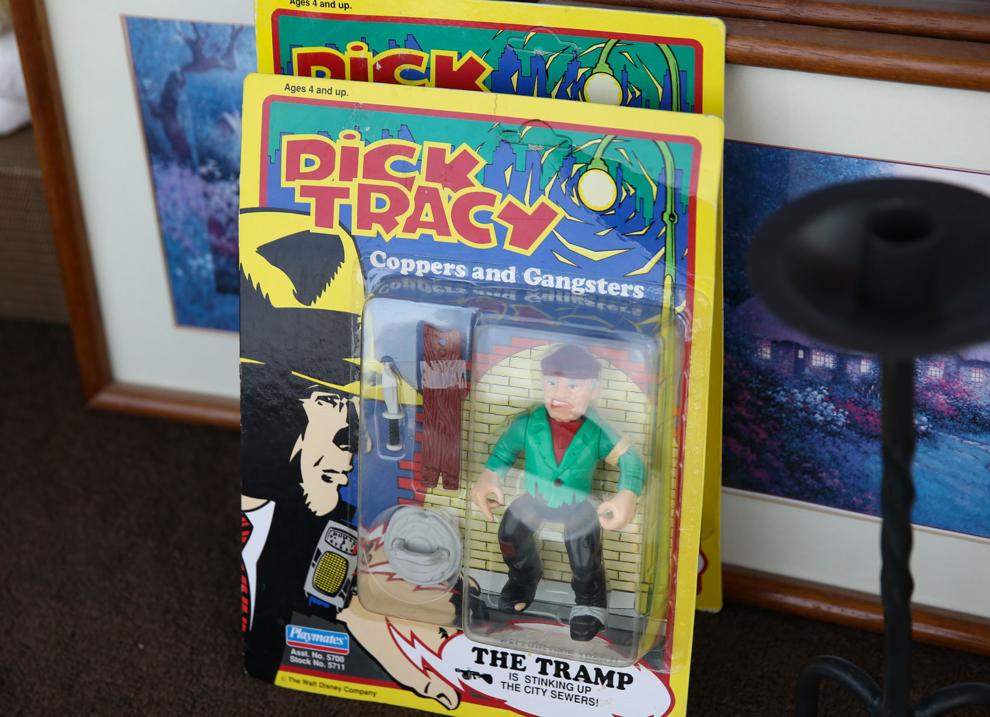 Ages 4 and up.
DICK
Ages 4 and up.
DICK
TRACY
Coppers and Gangsters
Playmates
Asst. No. 5700
Stock No. 5711
© The Walt Disney Company
THE TRAMP
IS STINKING UP
THE CITY SEWERS!